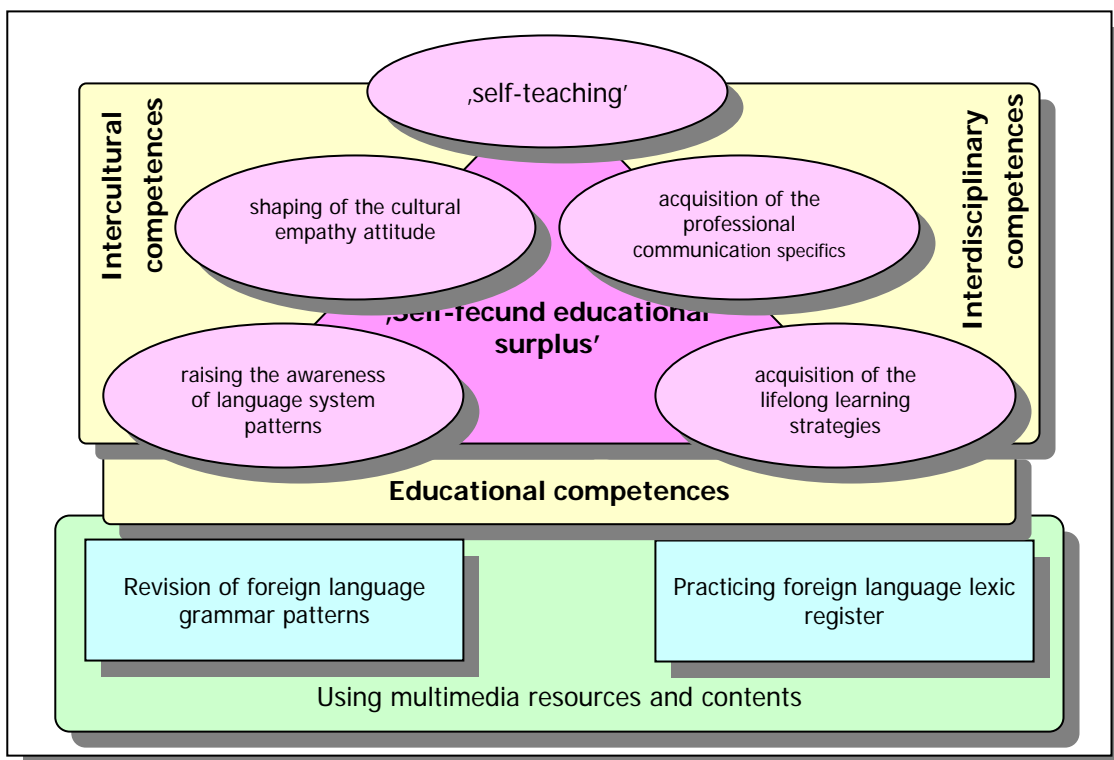 ‚self-teaching’
Intercultural
competences
Interdisciplinary
competences
shaping of the cultural
empathy attitude
acquisition of the
professional
communication specifics
‚Self-fecund educational
surplus’
raising the awareness
of language system
patterns
acquisition of the
lifelong learning
strategies
Educational competences
Revision of foreign language
grammar patterns
Practicing foreign language lexic
register
Using multimedia resources and contents